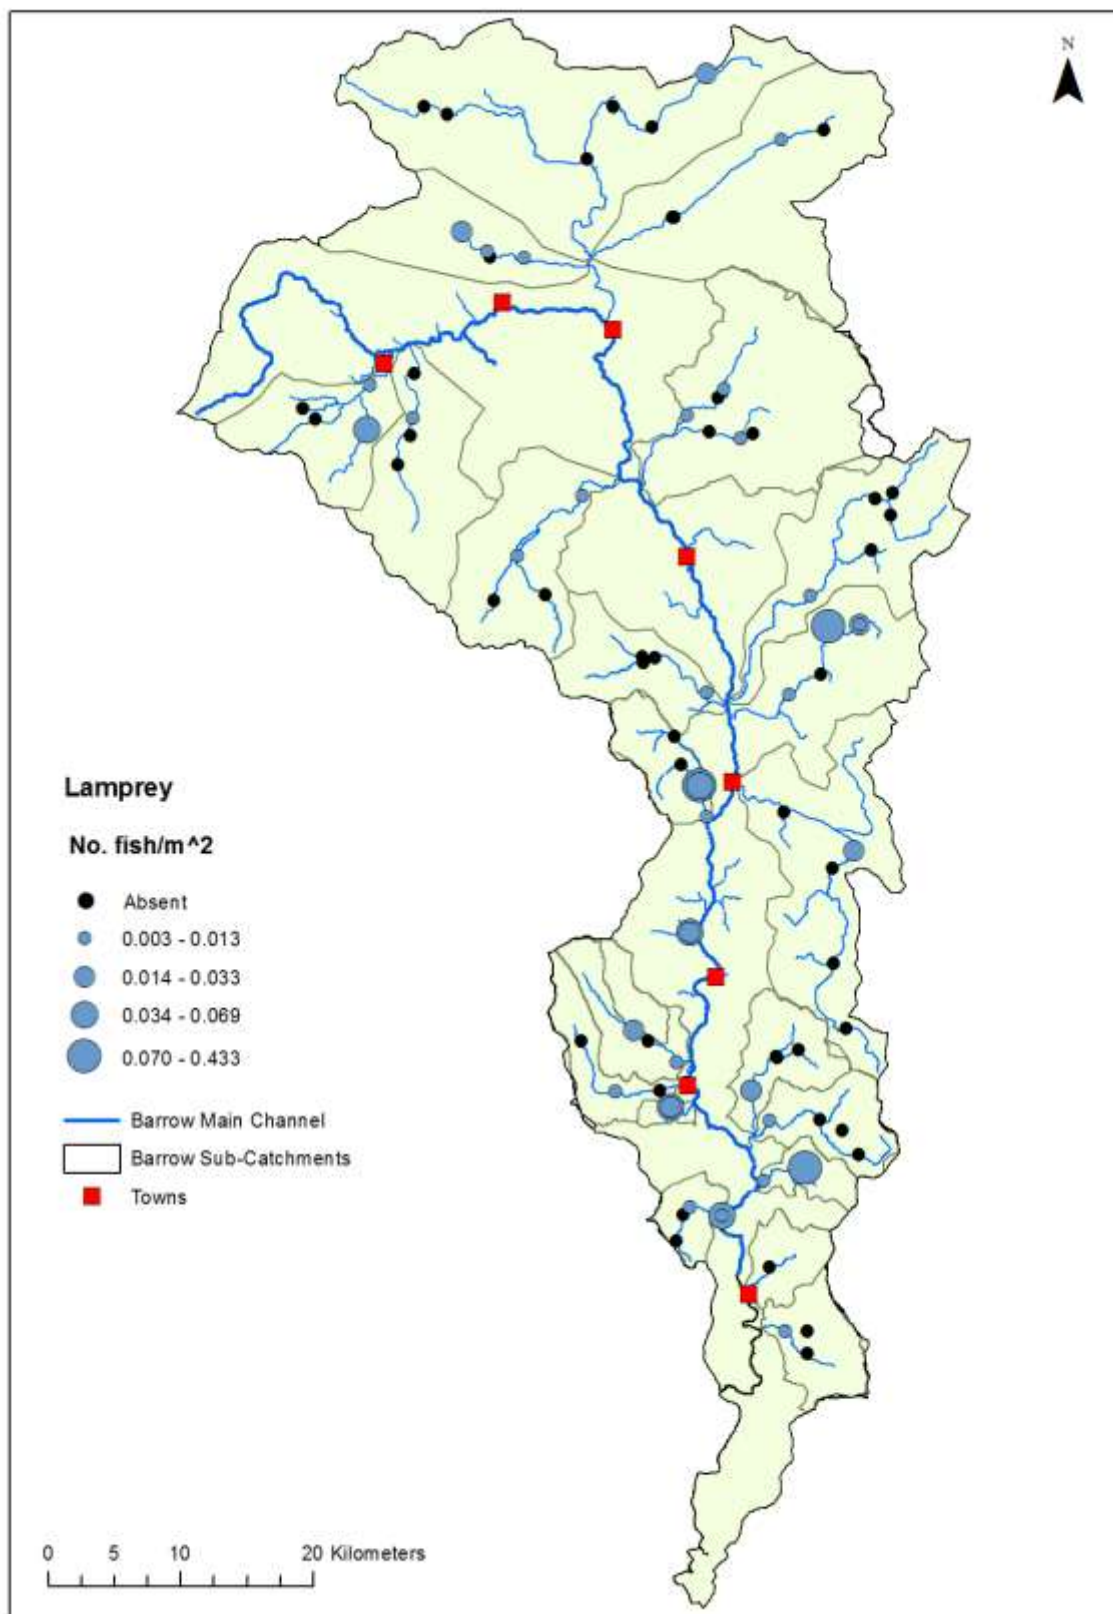 N
Lamprey
No. fish/m^2
Absent
0.003 - 0.013
0.014 - 0.033
0.034 - 0.069
0.070 - 0.433
Barrow Main Channel
Barrow Sub-Catchments
Towns
0 5 10 20 Kilometers